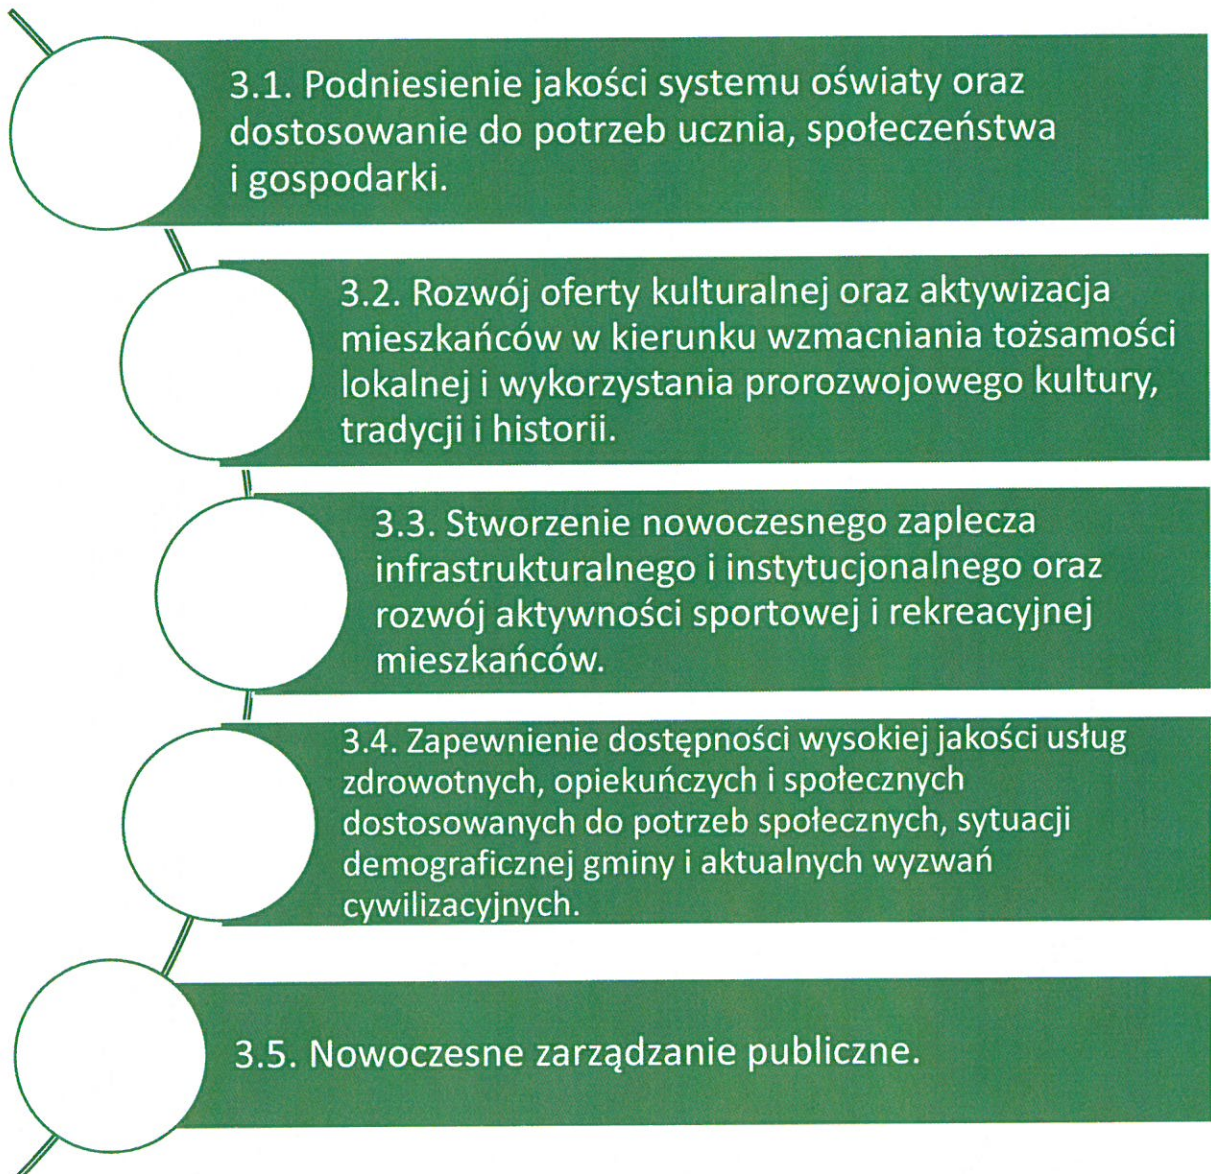 3.1. Podniesienie jakości systemu oświaty oraz
dostosowanie do potrzeb ucznia, społeczeństwa
i gospodarki.
3.2. Rozwój oferty kulturalnej oraz aktywizacja
mieszkańców w kierunku wzmacniania tożsamości
lokalnej i wykorzystania prorozwojowego kultury,
tradycji i historii.
3.3. Stworzenie nowoczesnego zaplecza
infrastrukturalnego i instytucjonalnego oraz
rozwój aktywności sportowej i rekreacyjnej
mieszkańców.
3.4. Zapewnienie dostępności wysokiej jakości usług
zdrowotnych, opiekuńczych i społecznych
dostosowanych do potrzeb społecznych, sytuacji
demograficznej gminy i aktualnych wyzwań
cywilizacyjnych.
3.5. Nowoczesne zarządzanie publiczne.